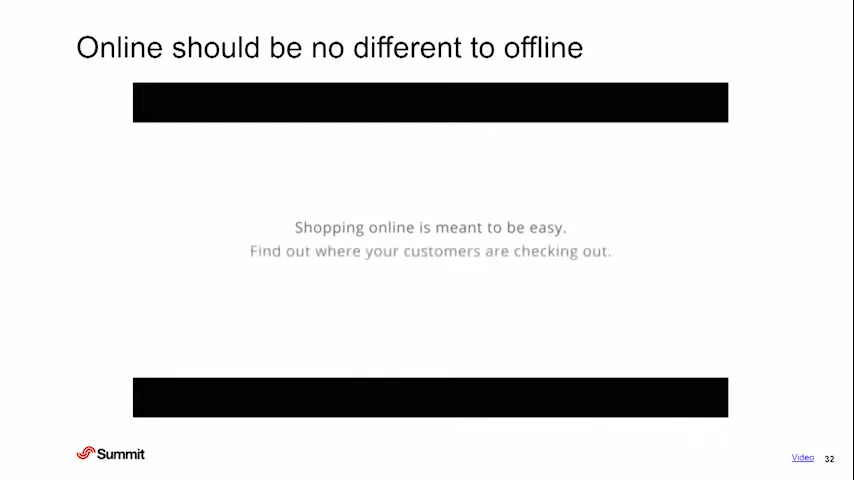 Online should be no different to offline
Shopping online is meant to be easy.
Find out where your customers are checking out.
Summit
Video 32